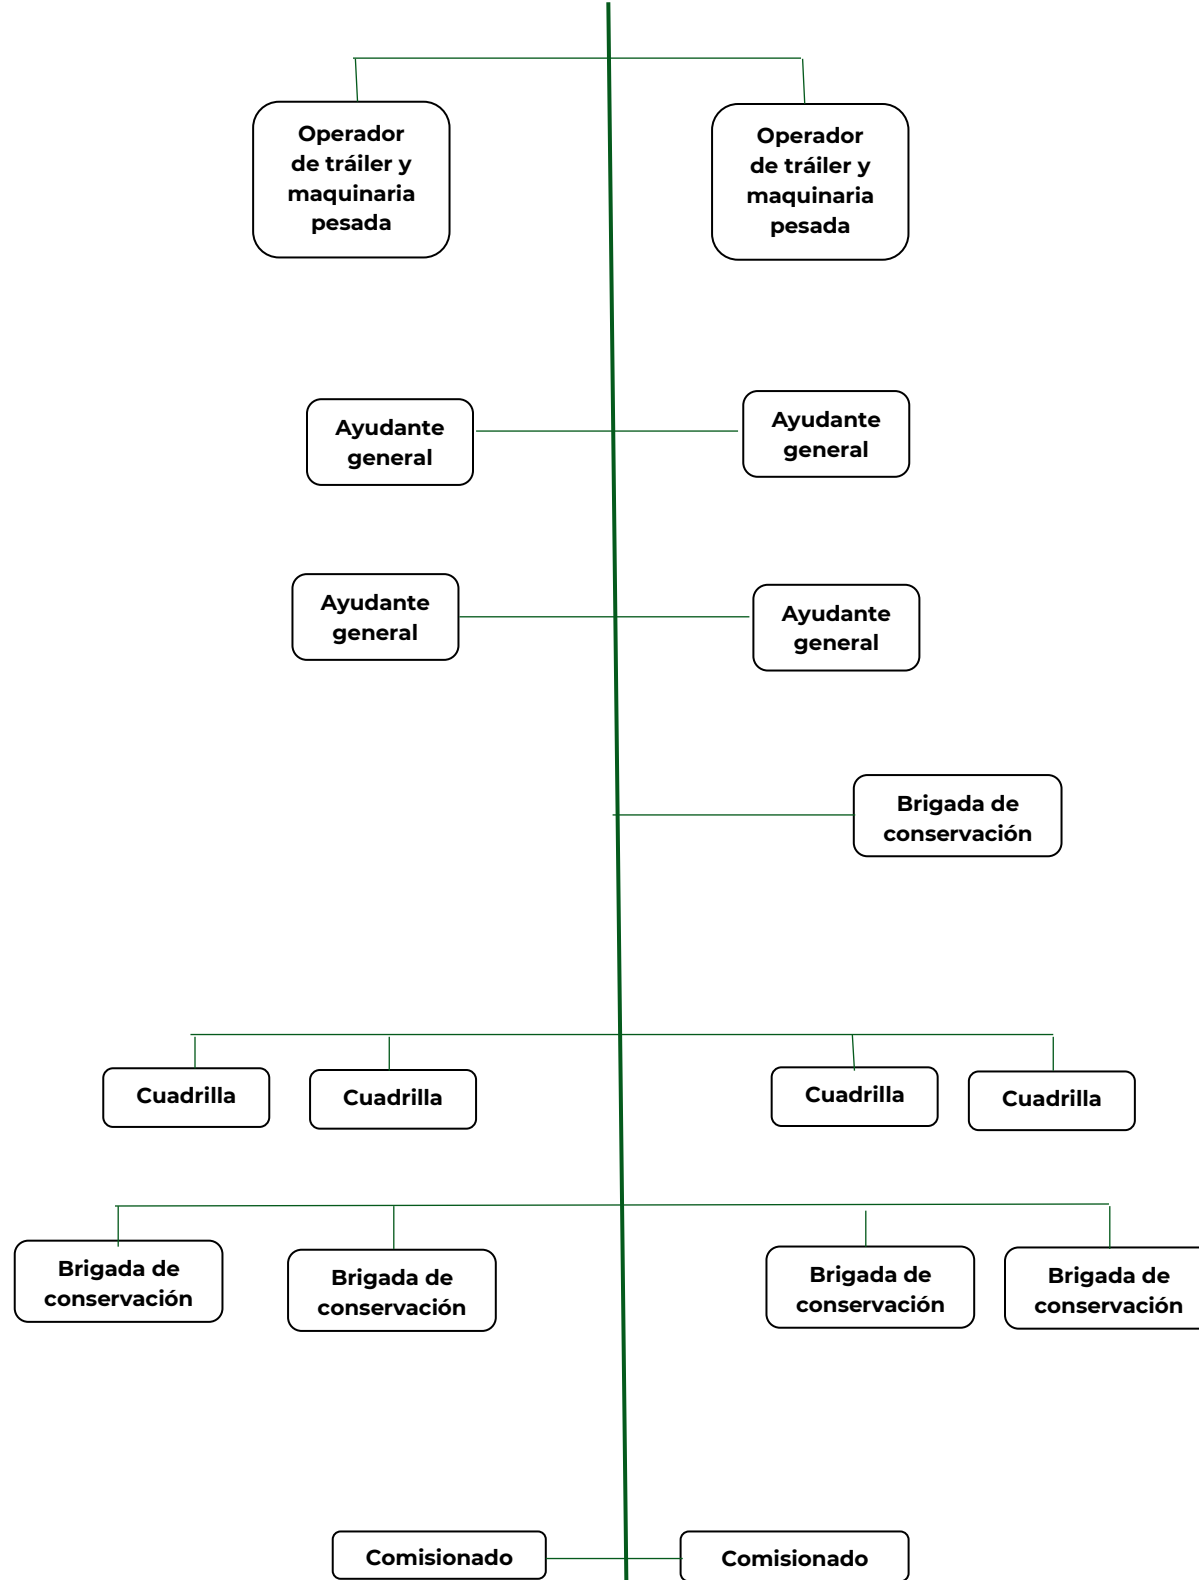 Operador
de tráiler y
maquinaria
pesada
Operador
de tráiler y
maquinaria
pesada
Ayudante
general
Ayudante
general
Ayudante
general
Ayudante
general
Brigada de
conservación
Cuadrilla
Cuadrilla
Cuadrilla
Cuadrilla
Brigada de
conservación
Brigada de
conservación
Brigada de
conservación
Brigada de
conservación
Comisionado
Comisionado